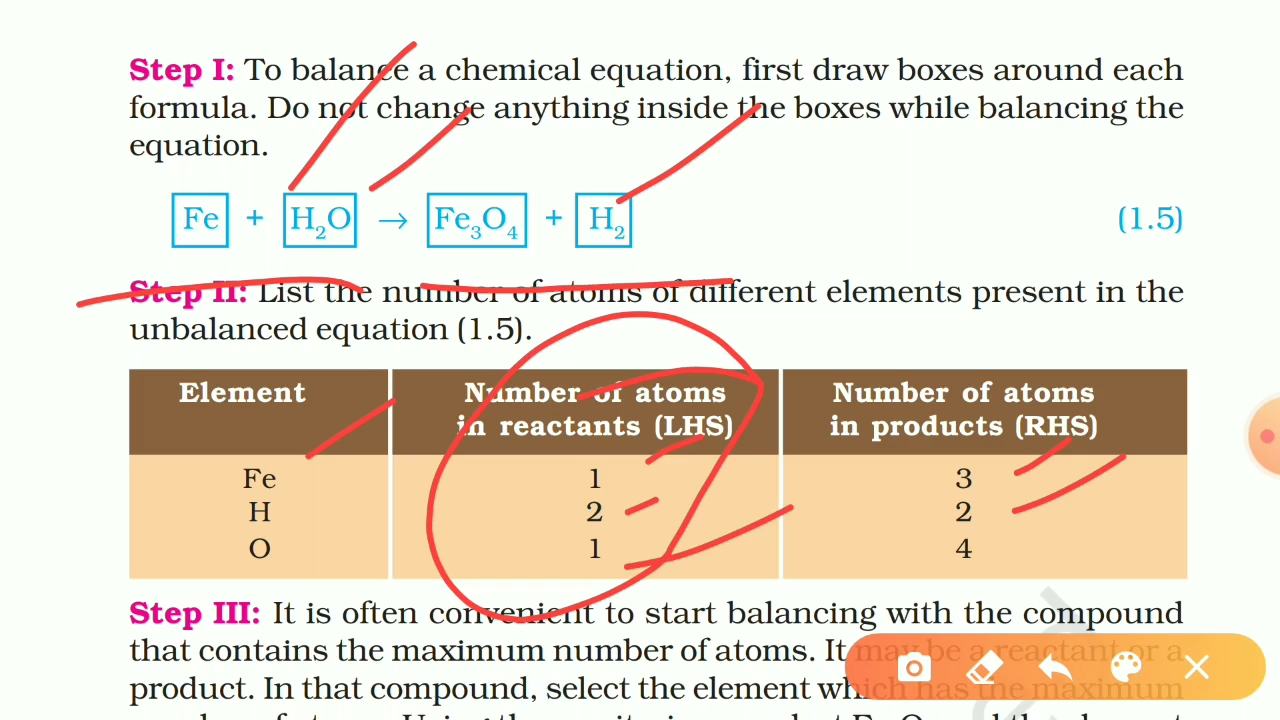 Step I: To balance a chemical equation, first draw boxes around each
formula. Do not change anything inside the boxes while balancing the
equation.
Fe + H₂O → Fe₃O₄ + H₂ (1.5)
Step II: List the number of atoms of different elements present in the
unbalanced equation (1.5).
Element Number of atoms in reactants (LHS) Number of atoms in products (RHS)
Fe 1 3
H 2 2
O 1 4
Step III: It is often convenient to start balancing with the compound
that contains the maximum number of atoms. It may be a reactant or a
product. In that compound, select the element which has the maximum